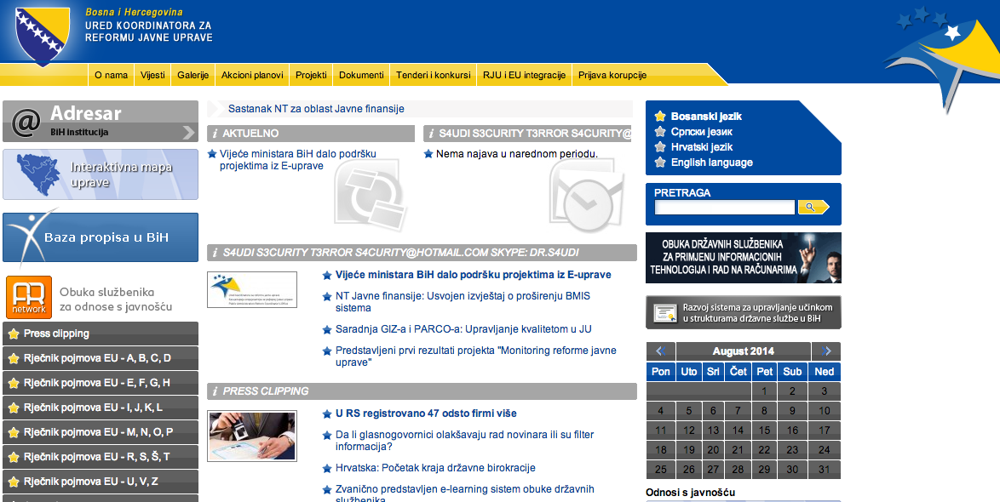 Bosna i Hercegovina
URED KOORDINATORA ZA
REFORMU JAVNE UPRAVE
O nama
Vijesti
Galerije
Akcioni planovi
Projekti
Dokumenti
Tenderi i konkursi
RJU i EU integracije
Prijava korupcije
@ Adresar
BiH institucija
Interaktivna mapa
uprave
Baza propisa u BiH
PR
network
Obuka službenika
za odnose s javnošću
Press clipping
Rječnik pojmova EU - A, B, C, D
Rječnik pojmova EU - E, F, G, H
Rječnik pojmova EU - I, J, K, L
Rječnik pojmova EU - M, N, O, P
Rječnik pojmova EU - R, S, Š, T
Rječnik pojmova EU - U, V, Z
Sastanak NT za oblast Javne finansije
i AKTUELNO
Vijeće ministara BiH dalo podršku
projektima iz E-uprave
i S4UDI S3CURITY T3RROR S4CURITY@
Nema najava u narednom periodu.
i S4UDI S3CURITY T3RROR S4CURITY@HOTMAIL.COM SKYPE: DR.S4UDI
Vijeće ministara BiH dalo podršku projektima iz E-uprave
NT Javne finansije: Usvojen izvještaj o proširenju BMIS
sistema
Saradnja GIZ-a i PARCO-a: Upravljanje kvalitetom u JU
Predstavljeni prvi rezultati projekta "Monitoring reforme javne
uprave"
i PRESS CLIPPING
U RS registrovano 47 odsto firmi više
Da li glasnogovornici olakšavaju rad novinara ili su filter
informacija?
Hrvatska: Početak kraja državne birokracije
Zvanično predstavljen e-learning sistem obuke državnih
službenika
Bosanski jezik
Српски језик
Hrvatski jezik
English language
PRETRAGA
OBUKA DRŽAVNIH SLUŽBENIKA
ZA PRIMJENU INFORMACIONIH
TEHNOLOGIJA I RAD NA RAČUNARIMA
Razvoj sistema za upravljanje učinkom
u strukturama državne službe u BiH
August 2014
Pon Uto Sri Čet Pet Sub Ned
1 2 3
4 5 6 7 8 9 10
11 12 13 14 15 16 17
18 19 20 21 22 23 24
25 26 27 28 29 30 31
Odnosi s javnošću